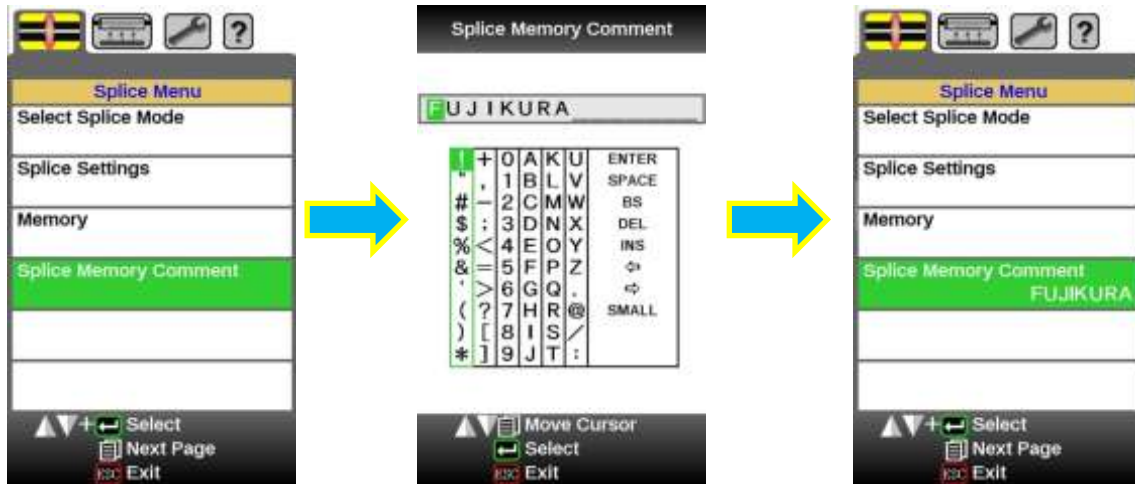 ?
Splice Menu
Select Splice Mode
Splice Settings
Memory
Splice Memory Comment
+ Select
Next Page
ESC Exit
Splice Memory Comment
FUJIKURA
! + 0 A K U ENTER
" , 1 B L V SPACE
# - 2 C M W BS
$ ; 3 D N X DEL
% < 4 E O Y INS
& = 5 F P Z ⇦
' > 6 G Q . ⇨
( ? 7 H R @ SMALL
) [ 8 I S /
* ] 9 J T :
Move Cursor
Select
ESC Exit
?
Splice Menu
Select Splice Mode
Splice Settings
Memory
Splice Memory Comment
FUJIKURA
+ Select
Next Page
ESC Exit